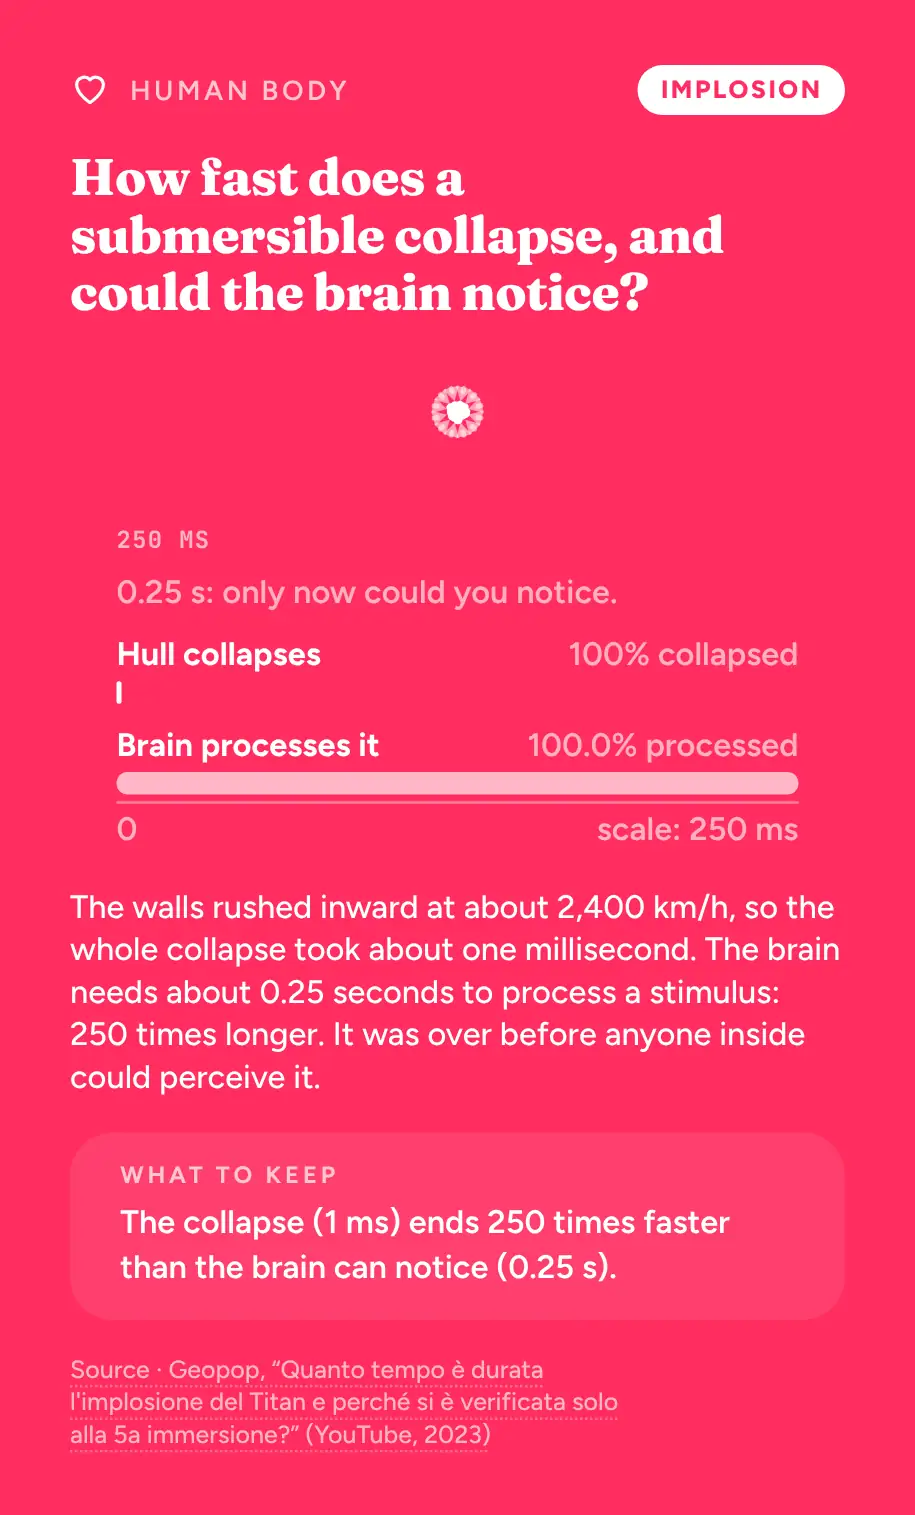 HUMAN BODY
IMPLOSION
How fast does a
submersible collapse, and
could the brain notice?
250 MS
0.25 s: only now could you notice.
Hull collapses
100% collapsed
Brain processes it
100.0% processed
0
scale: 250 ms
The walls rushed inward at about 2,400 km/h, so the
whole collapse took about one millisecond. The brain
needs about 0.25 seconds to process a stimulus:
250 times longer. It was over before anyone inside
could perceive it.
WHAT TO KEEP
The collapse (1 ms) ends 250 times faster
than the brain can notice (0.25 s).
Source · Geopop, “Quanto tempo è durata
l'implosione del Titan e perché si è verificata solo
alla 5a immersione?” (YouTube, 2023)